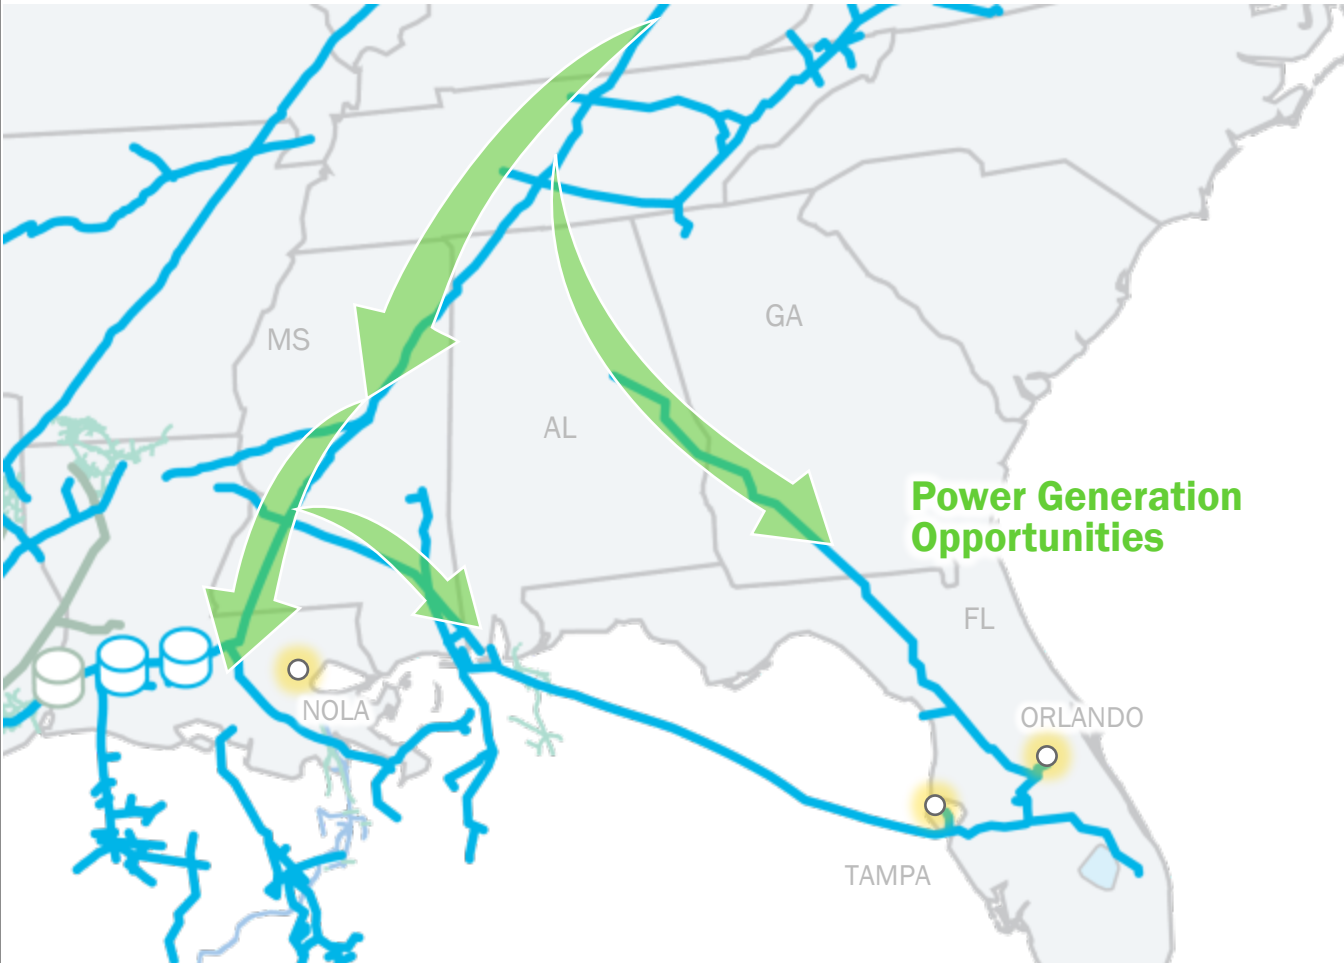 MS
GA
AL
Power Generation
Opportunities
FL
NOLA
ORLANDO
TAMPA